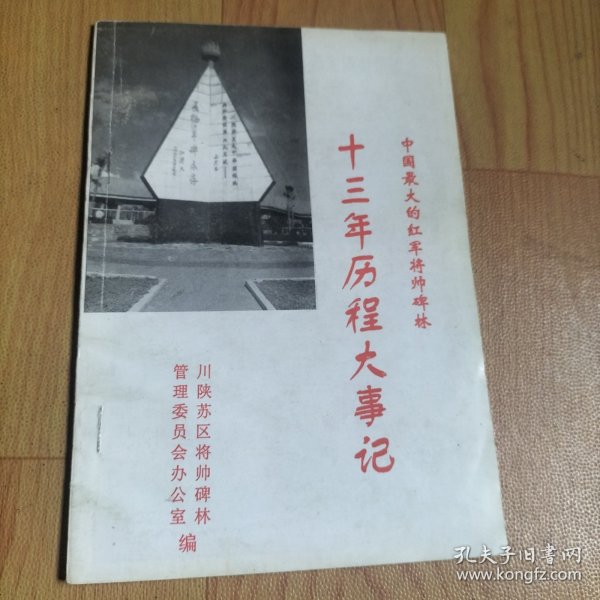 中国最大的红军将帅碑林
十三年历程大事记
川陕苏区将帅碑林
管理委员会办公室 编
孔夫子旧书网
www.kongfz.com